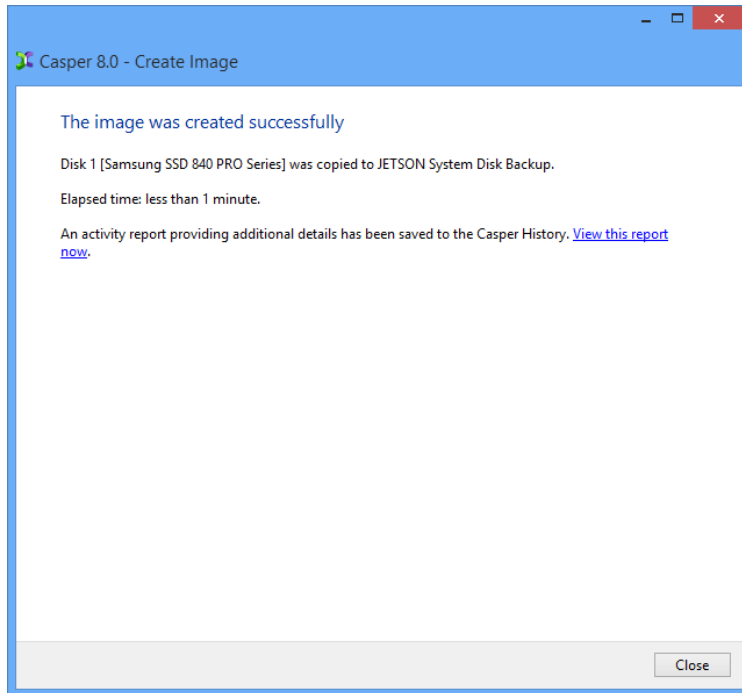 Casper 8.0 - Create Image
The image was created successfully
Disk 1 [Samsung SSD 840 PRO Series] was copied to JETSON System Disk Backup.
Elapsed time: less than 1 minute.
An activity report providing additional details has been saved to the Casper History. View this report
now.
Close